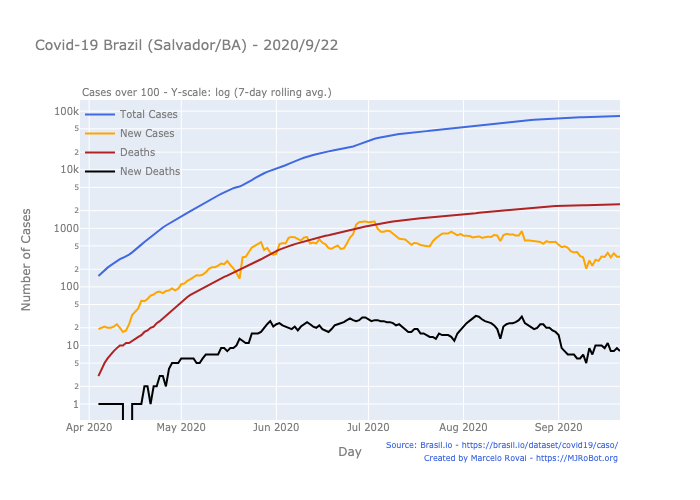 Covid-19 Brazil (Salvador/BA) - 2020/9/22
Cases over 100 - Y-scale: log (7-day rolling avg.)
Total Cases
New Cases
Deaths
New Deaths
Number of Cases
100k
5
2
10k
5
2
1000
5
2
100
5
2
10
5
2
1
Apr 2020
May 2020
Jun 2020
Jul 2020
Aug 2020
Sep 2020
Day
Source: Brasil.io - https://brasil.io/dataset/covid19/caso/
Created by Marcelo Rovai - https://MJRoBot.org